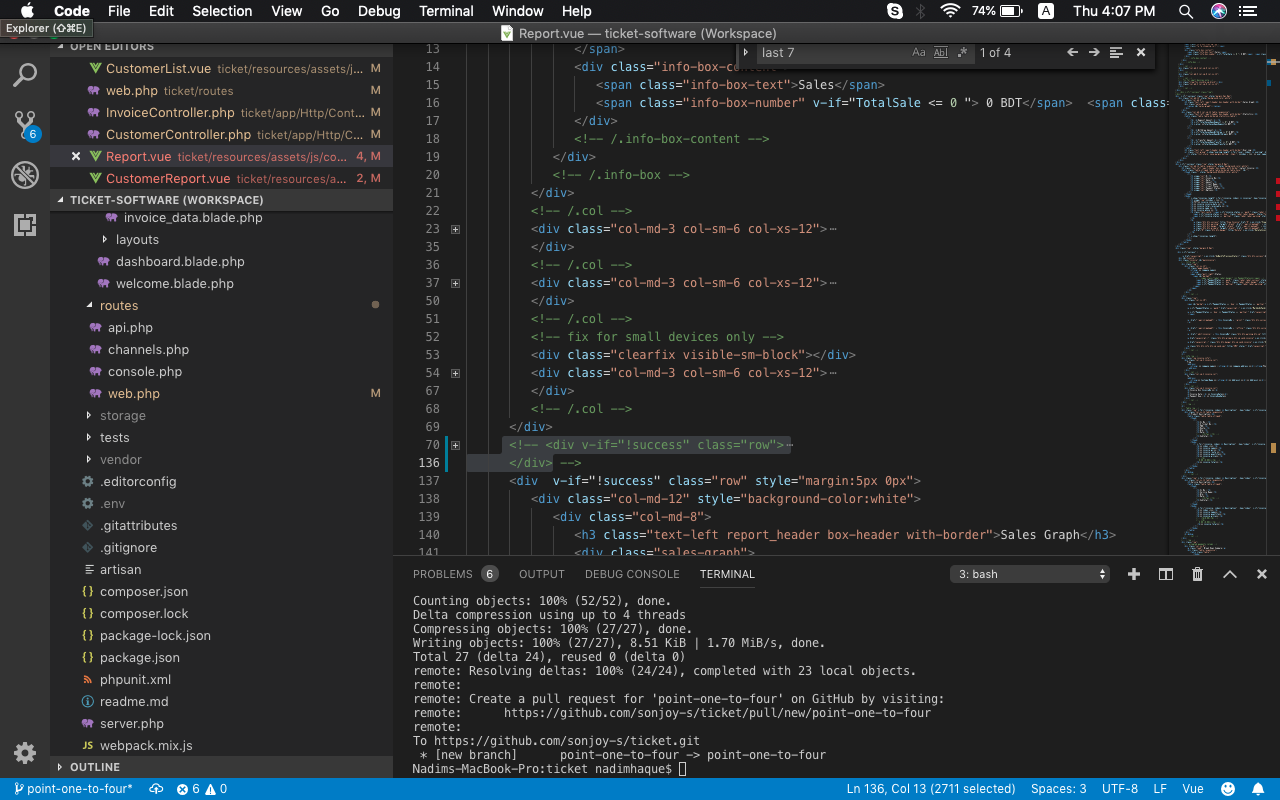 Code File Edit Selection View Go Debug Terminal Window Help 74% A Thu 4:07 PM
Explorer (⇧⌘E)
Report.vue — ticket-software (Workspace)
OPEN EDITORS
CustomerList.vue ticket/resources/assets/j... M
web.php ticket/routes M
InvoiceController.php ticket/app/Http/Cont... M
CustomerController.php ticket/app/Http/C... M
Report.vue ticket/resources/assets/js/co... 4, M
CustomerReport.vue ticket/resources/a... 2, M
TICKET-SOFTWARE (WORKSPACE)
invoice_data.blade.php
layouts
dashboard.blade.php
welcome.blade.php
routes
api.php
channels.php
console.php
web.php M
storage
tests
vendor
.editorconfig
.env
.gitattributes
.gitignore
artisan
composer.json
composer.lock
package-lock.json
package.json
phpunit.xml
readme.md
server.php
webpack.mix.js
OUTLINE
6
last 7 Aa Abl .* 1 of 4
13 </span>
14 <div class="info-box-content"
15 <span class="info-box-text">Sales</span>
16 <span class="info-box-number" v-if="TotalSale <= 0 "> 0 BDT</span> <span clas
17 </div>
18 <!-- /.info-box-content -->
19 </div>
20 <!-- /.info-box -->
21 </div>
22 <!-- /.col -->
23 <div class="col-md-3 col-sm-6 col-xs-12">⋯
35 </div>
36 <!-- /.col -->
37 <div class="col-md-3 col-sm-6 col-xs-12">⋯
50 </div>
51 <!-- /.col -->
52 <!-- fix for small devices only -->
53 <div class="clearfix visible-sm-block"></div>
54 <div class="col-md-3 col-sm-6 col-xs-12">⋯
67 </div>
68 <!-- /.col -->
69 </div>
70 <!-- <div v-if="!success" class="row">⋯
136 </div> -->
137 <div  v-if="!success" class="row" style="margin:5px 0px">
138 <div class="col-md-12" style="background-color:white">
139 <div class="col-md-8">
140 <h3 class="text-left report_header box-header with-border">Sales Graph</h3>
141 <div class="sales-graph">
PROBLEMS 6 OUTPUT DEBUG CONSOLE TERMINAL 3: bash
Counting objects: 100% (52/52), done.
Delta compression using up to 4 threads
Compressing objects: 100% (27/27), done.
Writing objects: 100% (27/27), 8.51 KiB | 1.70 MiB/s, done.
Total 27 (delta 24), reused 0 (delta 0)
remote: Resolving deltas: 100% (24/24), completed with 23 local objects.
remote:
remote: Create a pull request for 'point-one-to-four' on GitHub by visiting:
remote:      https://github.com/sonjoy-s/ticket/pull/new/point-one-to-four
remote:
To https://github.com/sonjoy-s/ticket.git
 * [new branch]      point-one-to-four -> point-one-to-four
Nadims-MacBook-Pro:ticket nadimhaque$
point-one-to-four* 6 0 Ln 136, Col 13 (2711 selected) Spaces: 3 UTF-8 LF Vue